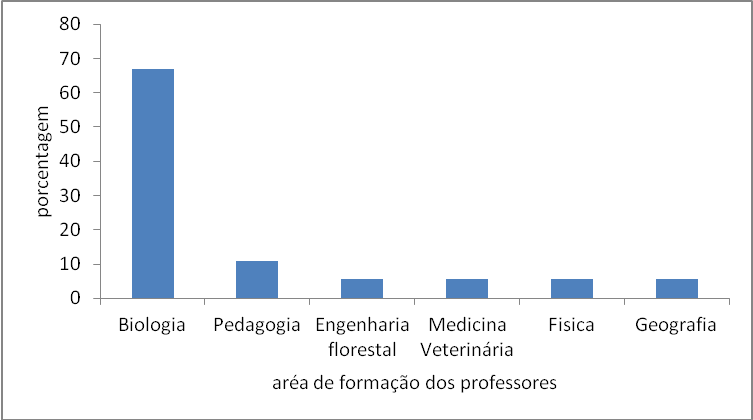 80
70
60
50
40
30
20
10
0
porcentagem
Biologia Pedagogia Engenharia Medicina Fisica Geografia
florestal Veterinária
aréa de formação dos professores